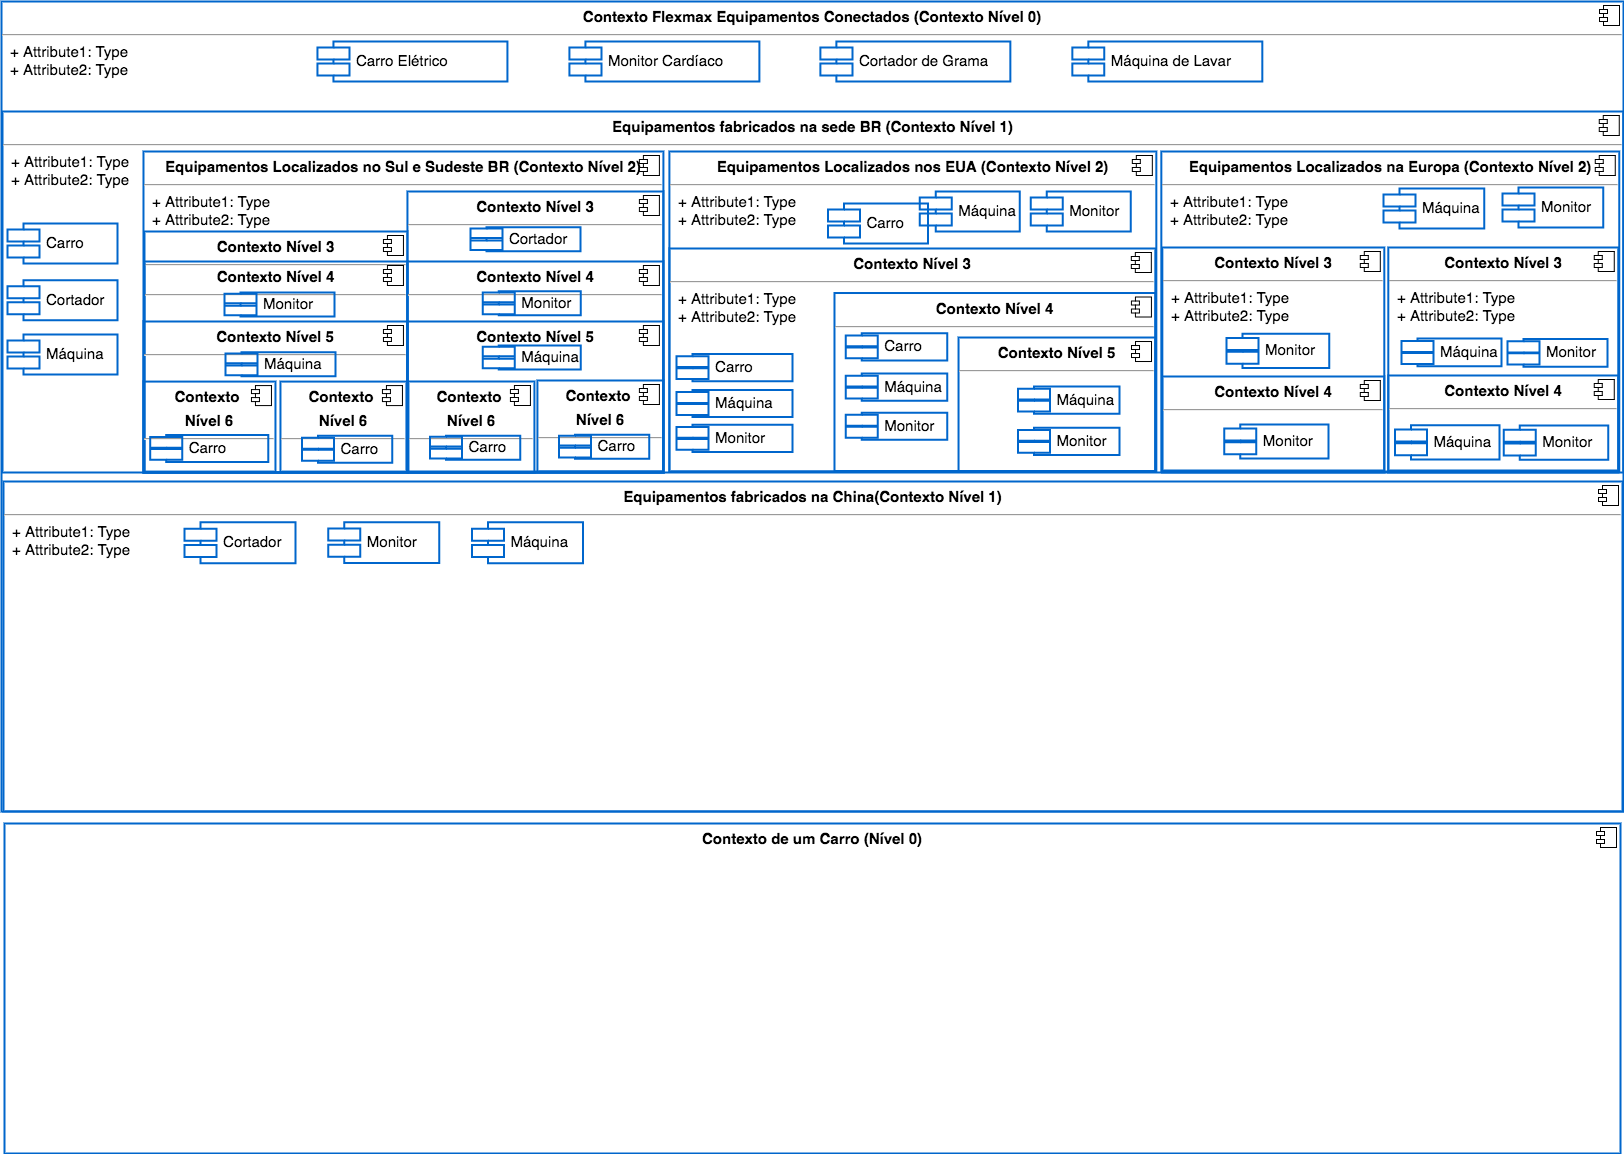 Contexto Flexmax Equipamentos Conectados (Contexto Nível 0)
+ Attribute1: Type
+ Attribute2: Type
Carro Elétrico
Monitor Cardíaco
Cortador de Grama
Máquina de Lavar
Equipamentos fabricados na sede BR (Contexto Nível 1)
+ Attribute1: Type
+ Attribute2: Type
Carro
Cortador
Máquina
Equipamentos Localizados no Sul e Sudeste BR (Contexto Nível 2)
+ Attribute1: Type
+ Attribute2: Type
Contexto Nível 3
Contexto Nível 4
Monitor
Contexto Nível 5
Máquina
Contexto
Nível 6
Carro
Contexto
Nível 6
Carro
Contexto Nível 3
Cortador
Contexto Nível 4
Monitor
Contexto Nível 5
Máquina
Contexto
Nível 6
Carro
Contexto
Nível 6
Carro
Equipamentos Localizados nos EUA (Contexto Nível 2)
+ Attribute1: Type
+ Attribute2: Type
Carro
Máquina
Monitor
Contexto Nível 3
+ Attribute1: Type
+ Attribute2: Type
Carro
Máquina
Monitor
Contexto Nível 4
Carro
Máquina
Monitor
Contexto Nível 5
Máquina
Monitor
Equipamentos Localizados na Europa (Contexto Nível 2)
+ Attribute1: Type
+ Attribute2: Type
Máquina
Monitor
Contexto Nível 3
+ Attribute1: Type
+ Attribute2: Type
Monitor
Contexto Nível 4
Monitor
Contexto Nível 3
+ Attribute1: Type
+ Attribute2: Type
Máquina
Monitor
Contexto Nível 4
Máquina
Monitor
Equipamentos fabricados na China(Contexto Nível 1)
+ Attribute1: Type
+ Attribute2: Type
Cortador
Monitor
Máquina
Contexto de um Carro (Nível 0)